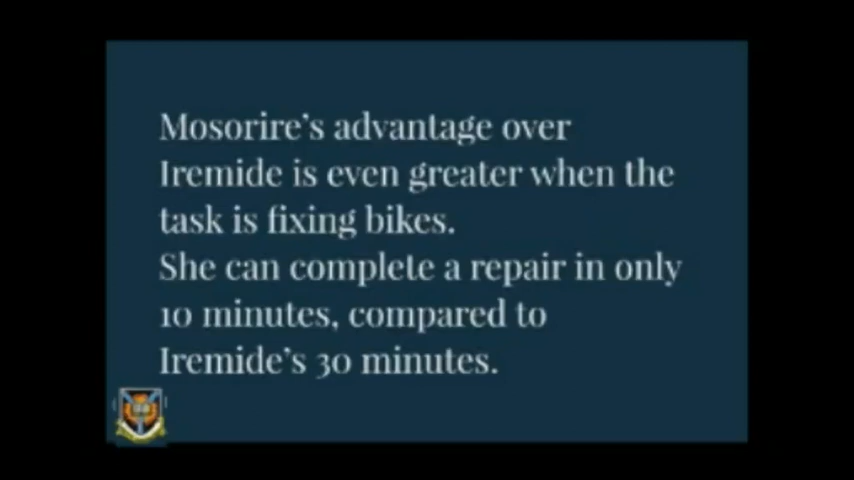 Mosorire's advantage over
Iremide is even greater when the
task is fixing bikes.
She can complete a repair in only
10 minutes, compared to
Iremide's 30 minutes.